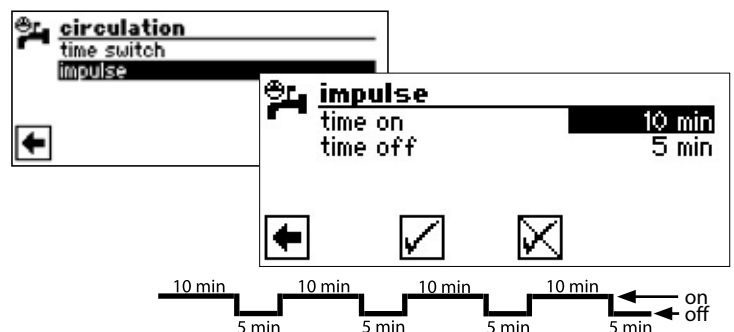 circulation
time switch
impulse
impulse
time on 10 min
time off 5 min
10 min 10 min 10 min 10 min on
5 min 5 min 5 min 5 min off